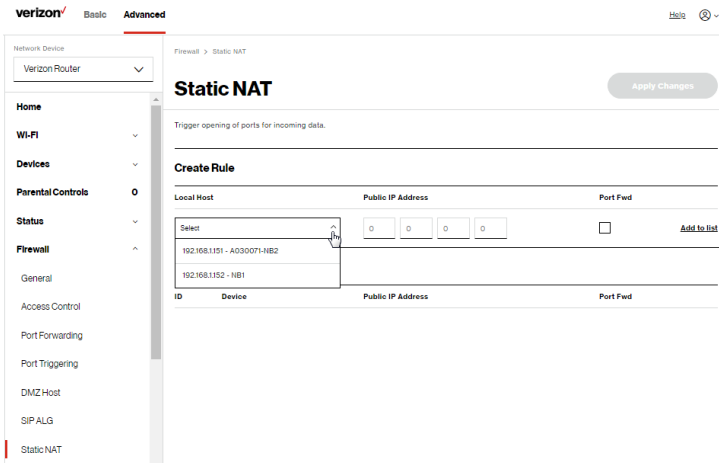 verizon✓ Basic Advanced Help
Network Device
Verizon Router
Firewall > Static NAT
Static NAT
Apply Changes
Home
Trigger opening of ports for incoming data.
Wi-Fi
Devices
Create Rule
Parental Controls 0
Local Host Public IP Address Port Fwd
Status
Select 0 0 0 0 Add to list
Firewall
192.168.1.151 - A030071-NB2
192.168.1.152 - NB1
General
ID Device Public IP Address Port Fwd
Access Control
Port Forwarding
Port Triggering
DMZ Host
SIP ALG
Static NAT